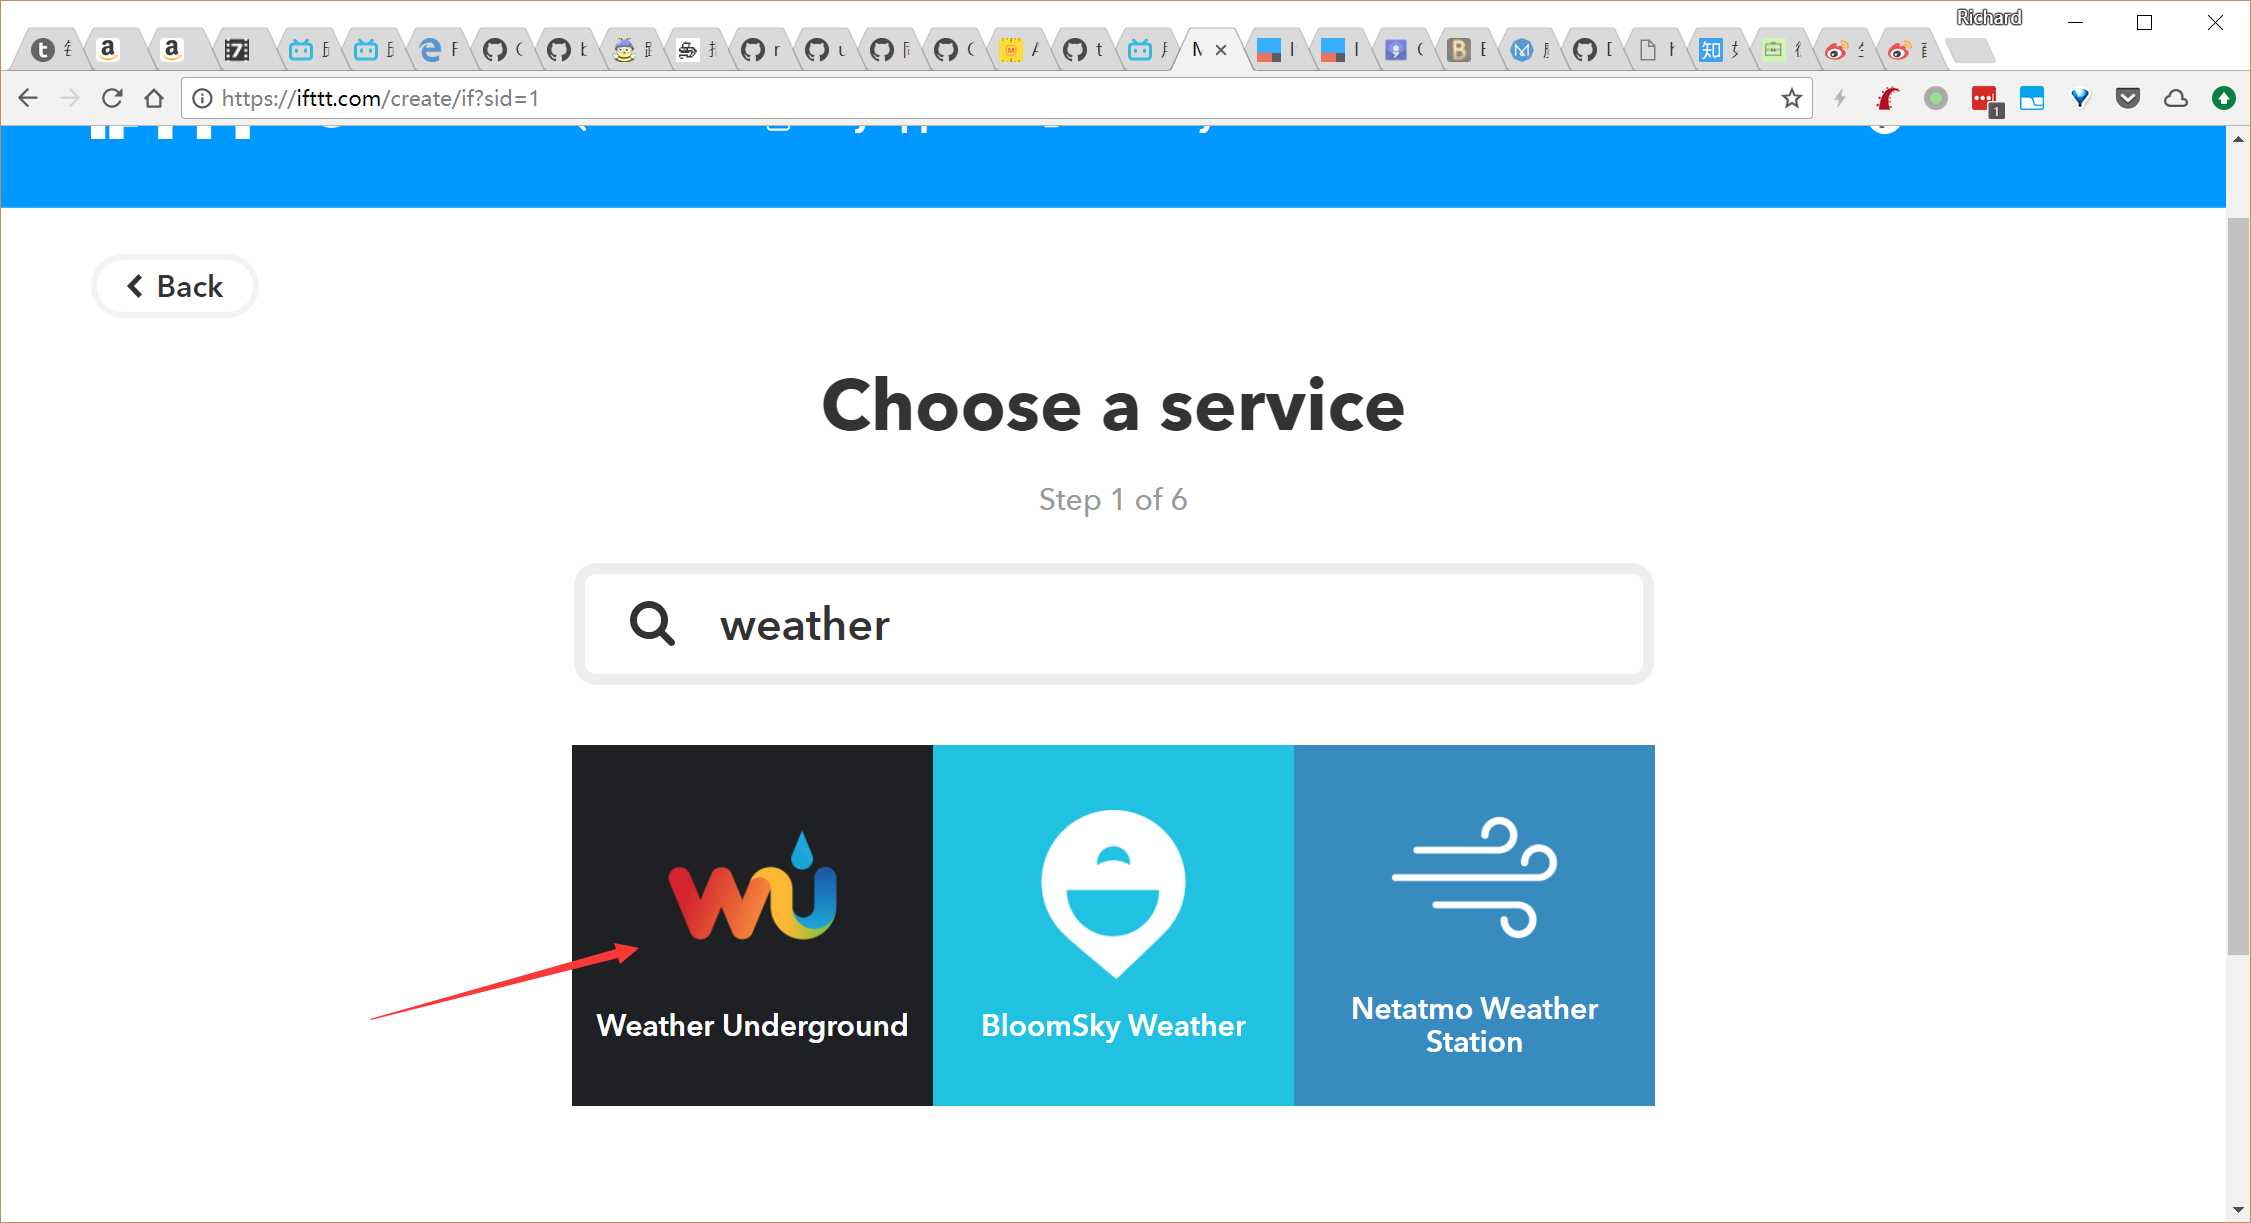 Richard
https://ifttt.com/create/if?sid=1
Back
Choose a service
Step 1 of 6
weather
Weather Underground
BloomSky Weather
Netatmo Weather
Station